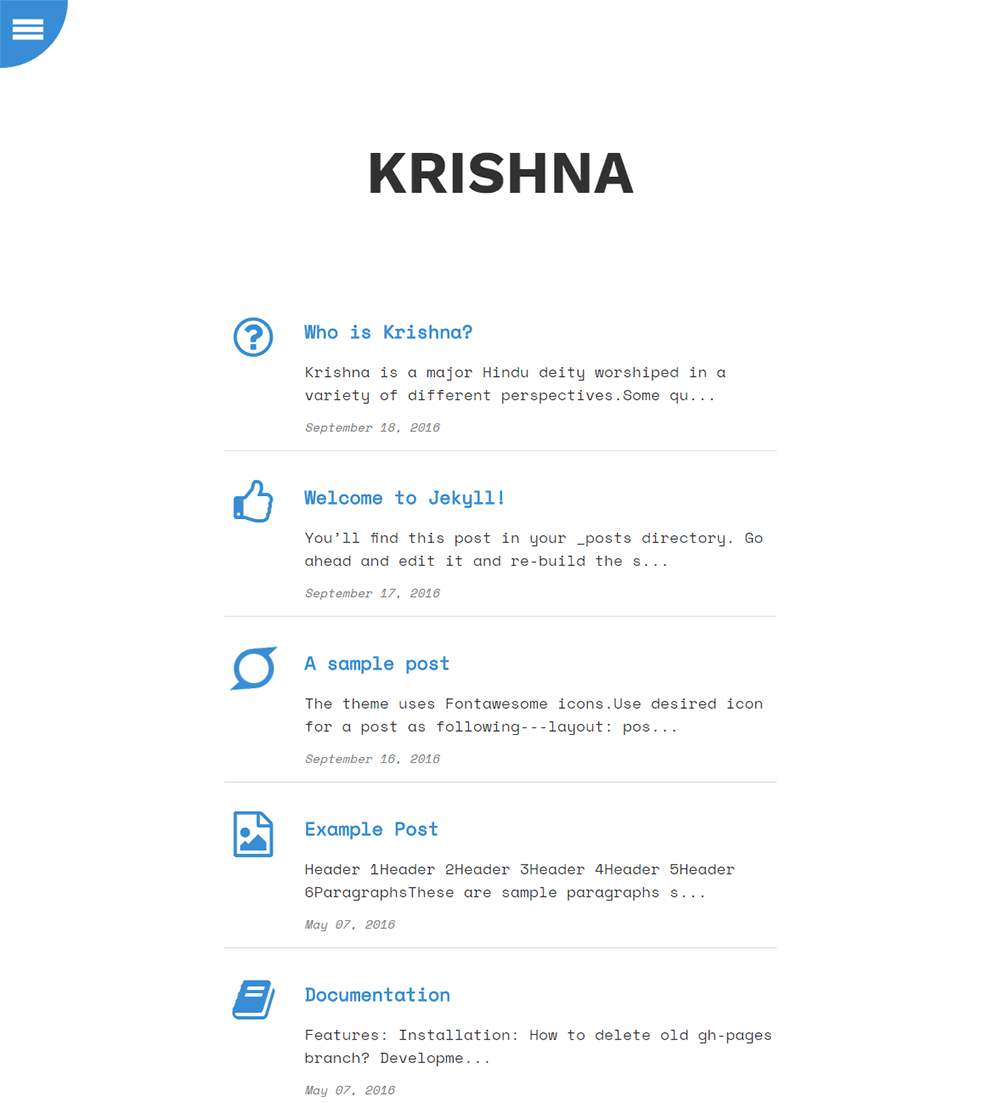 KRISHNA
Who is Krishna?
Krishna is a major Hindu deity worshiped in a
variety of different perspectives.Some qu...
September 18, 2016
Welcome to Jekyll!
You’ll find this post in your _posts directory. Go
ahead and edit it and re-build the s...
September 17, 2016
A sample post
The theme uses Fontawesome icons.Use desired icon
for a post as following---layout: pos...
September 16, 2016
Example Post
Header 1Header 2Header 3Header 4Header 5Header
6ParagraphsThese are sample paragraphs s...
May 07, 2016
Documentation
Features: Installation: How to delete old gh-pages
branch? Developme...
May 07, 2016